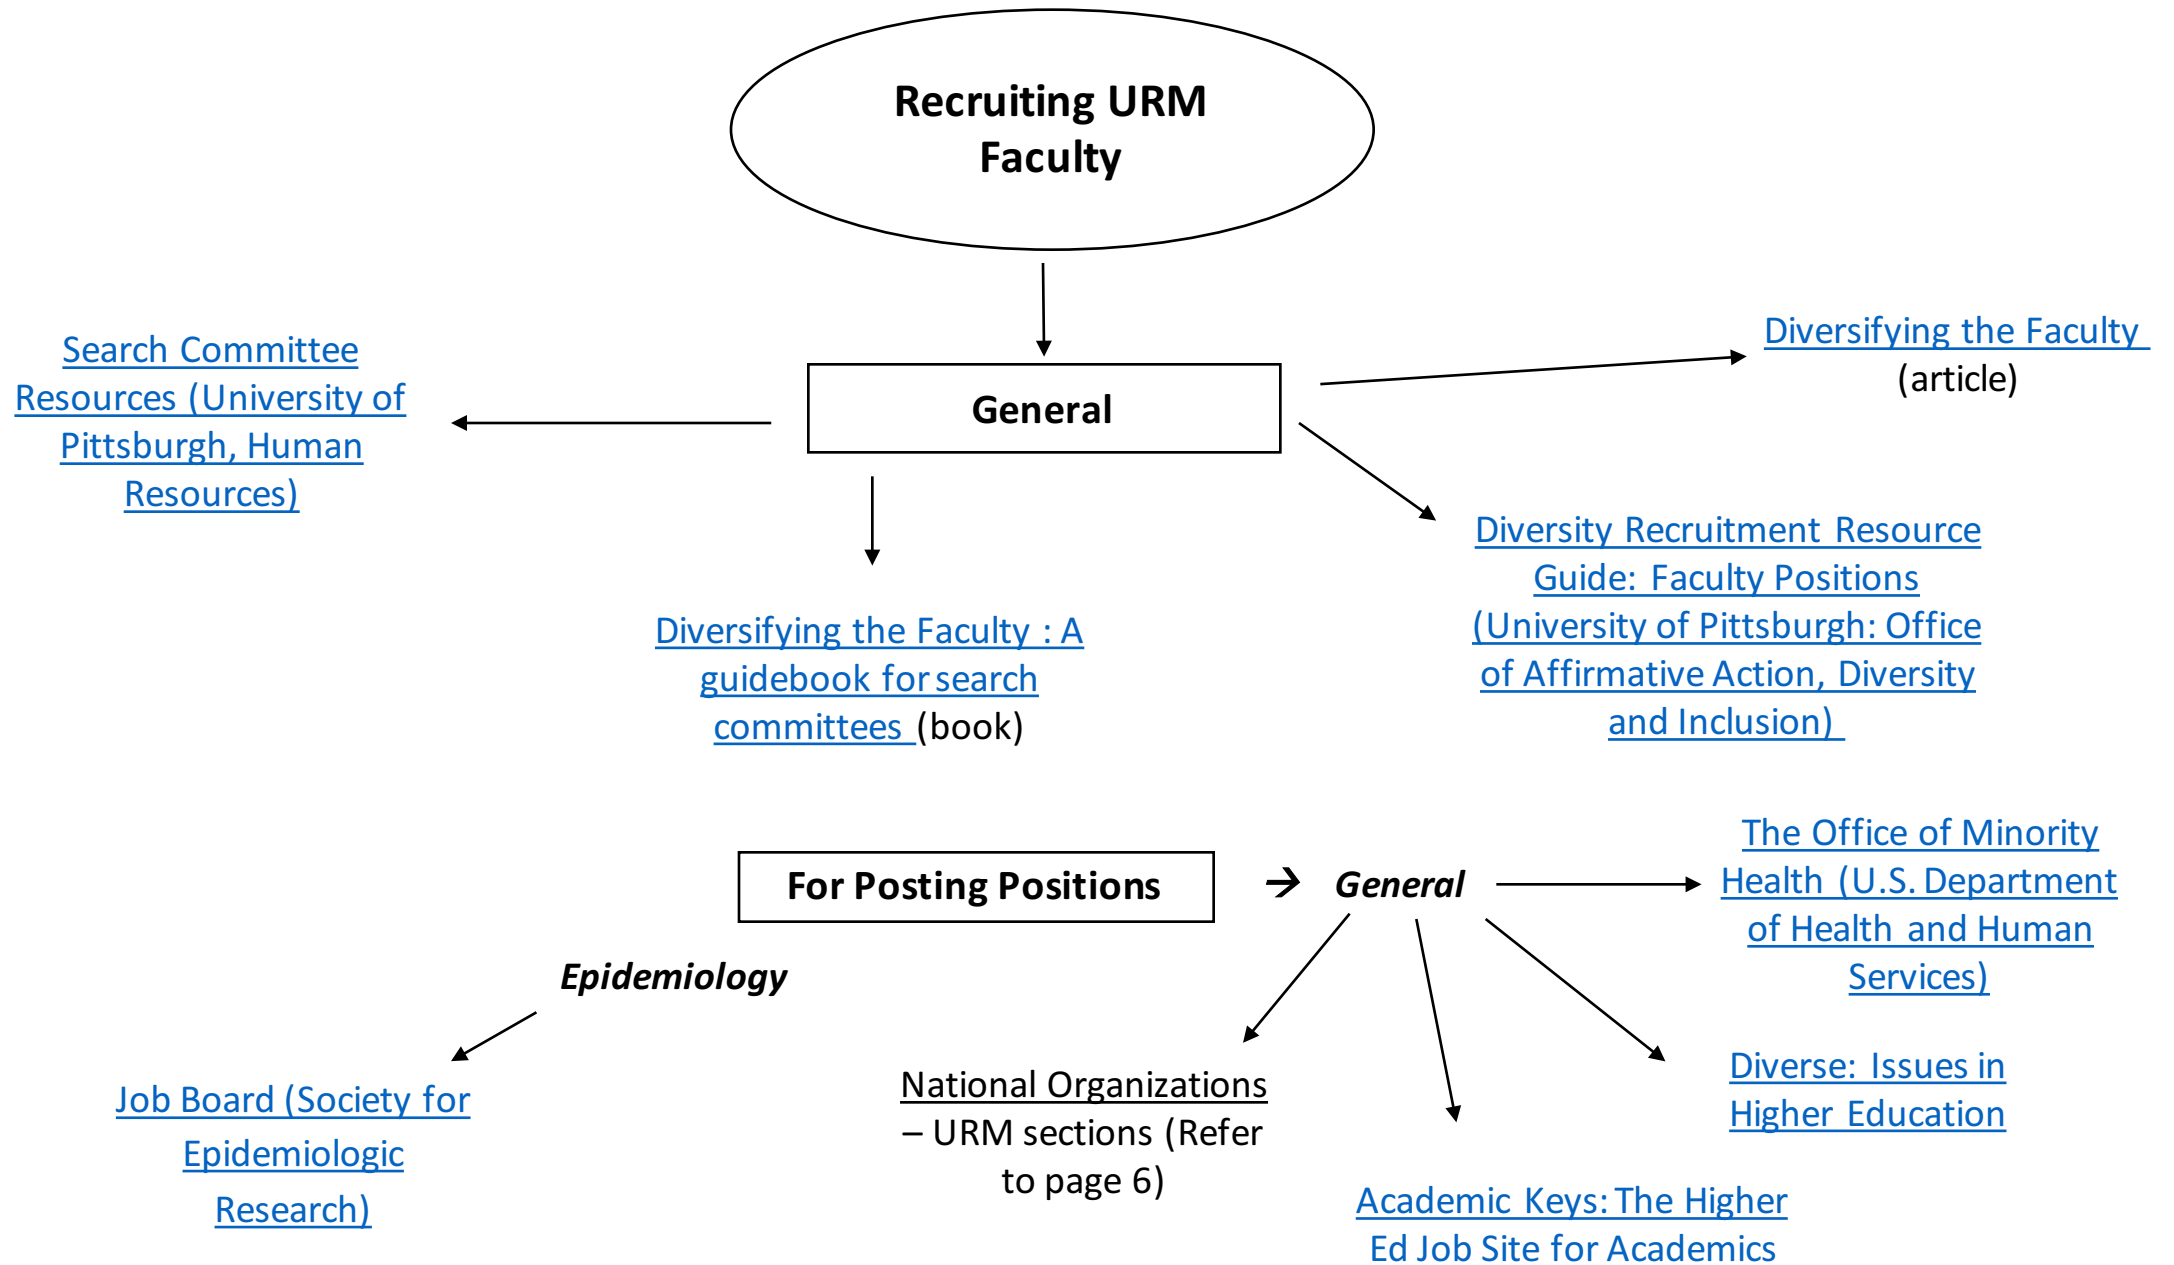 Recruiting URM
Faculty
General
Search Committee
Resources (University of
Pittsburgh, Human
Resources)
Diversifying the Faculty
(article)
Diversifying the Faculty : A
guidebook for search
committees (book)
Diversity Recruitment Resource
Guide: Faculty Positions
(University of Pittsburgh: Office
of Affirmative Action, Diversity
and Inclusion)
For Posting Positions → General
The Office of Minority
Health (U.S. Department
of Health and Human
Services)
Epidemiology
Job Board (Society for
Epidemiologic
Research)
National Organizations
– URM sections (Refer
to page 6)
Academic Keys: The Higher
Ed Job Site for Academics
Diverse: Issues in
Higher Education